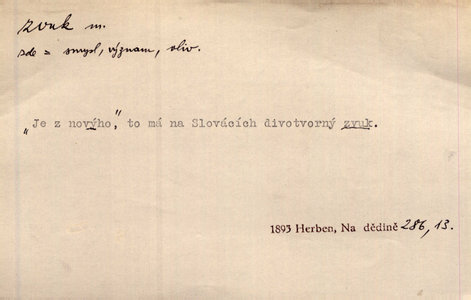 zvuk m.
zde = smysl, význam, vliv.
„Je z novýho,” to má na Slovácích divotvorný zvuk.
1893 Herben, Na dědině 286, 13.